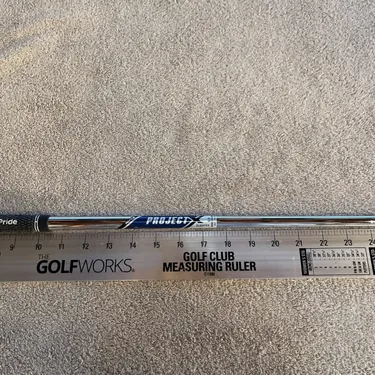 Pride
PROJECT X
9 10 11 12 13 14 15 16 17 18 19 20 21 22 23 24
THE
GOLFWORKS®
GOLF CLUB
MEASURING RULER